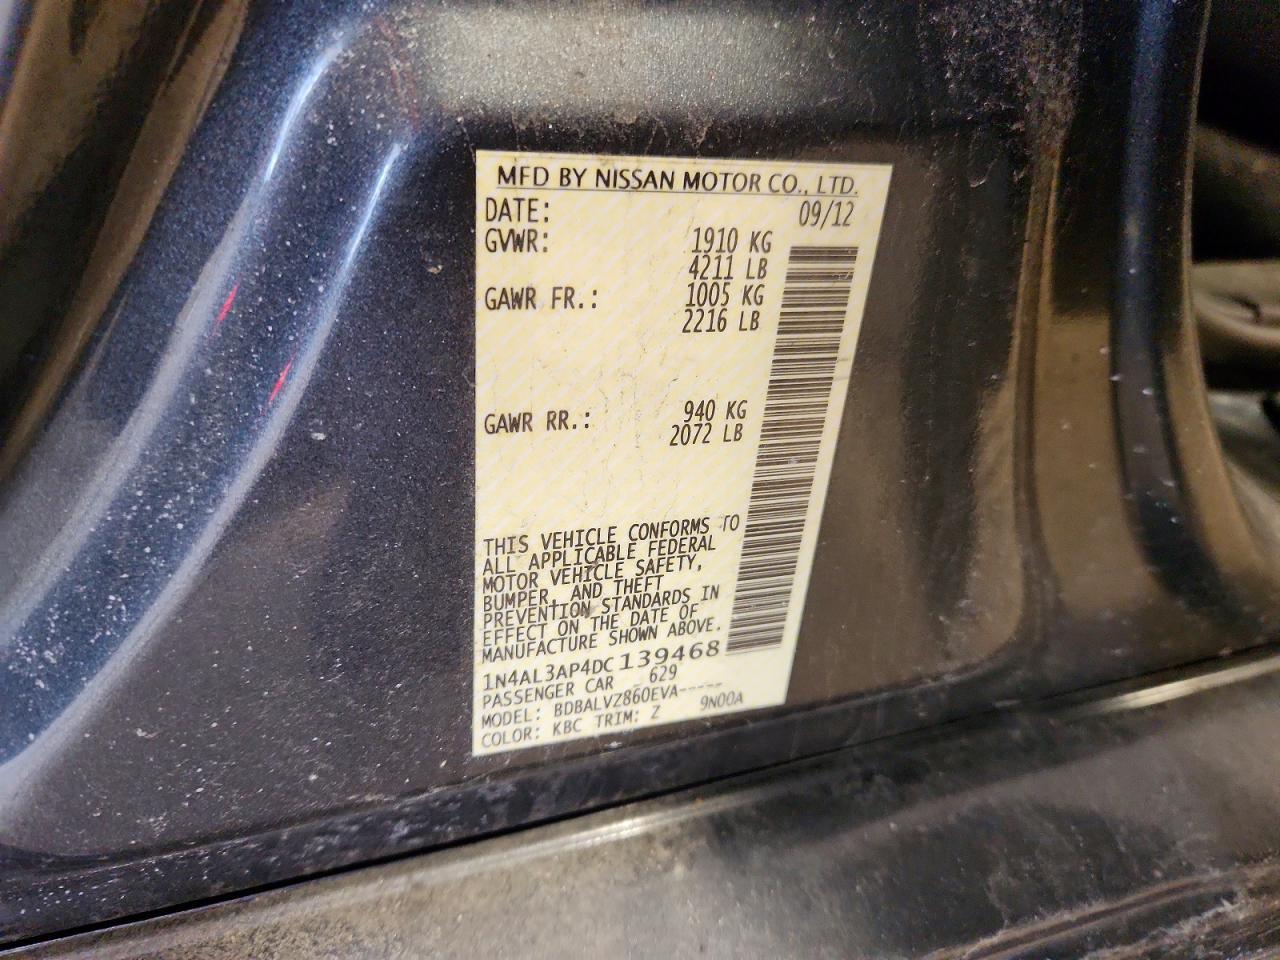 MFD BY NISSAN MOTOR CO., LTD.
DATE: 09/12
GVWR: 1910 KG
4211 LB
GAWR FR.: 1005 KG
2216 LB
GAWR RR.: 940 KG
2072 LB
THIS VEHICLE CONFORMS TO
ALL APPLICABLE FEDERAL
MOTOR VEHICLE SAFETY,
BUMPER, AND THEFT
PREVENTION STANDARDS IN
EFFECT ON THE DATE OF
MANUFACTURE SHOWN ABOVE.
1N4AL3AP4DC139468
PASSENGER CAR 629
MODEL: BDBALVZ860EVA-----
COLOR: KBC TRIM: Z 9N00A